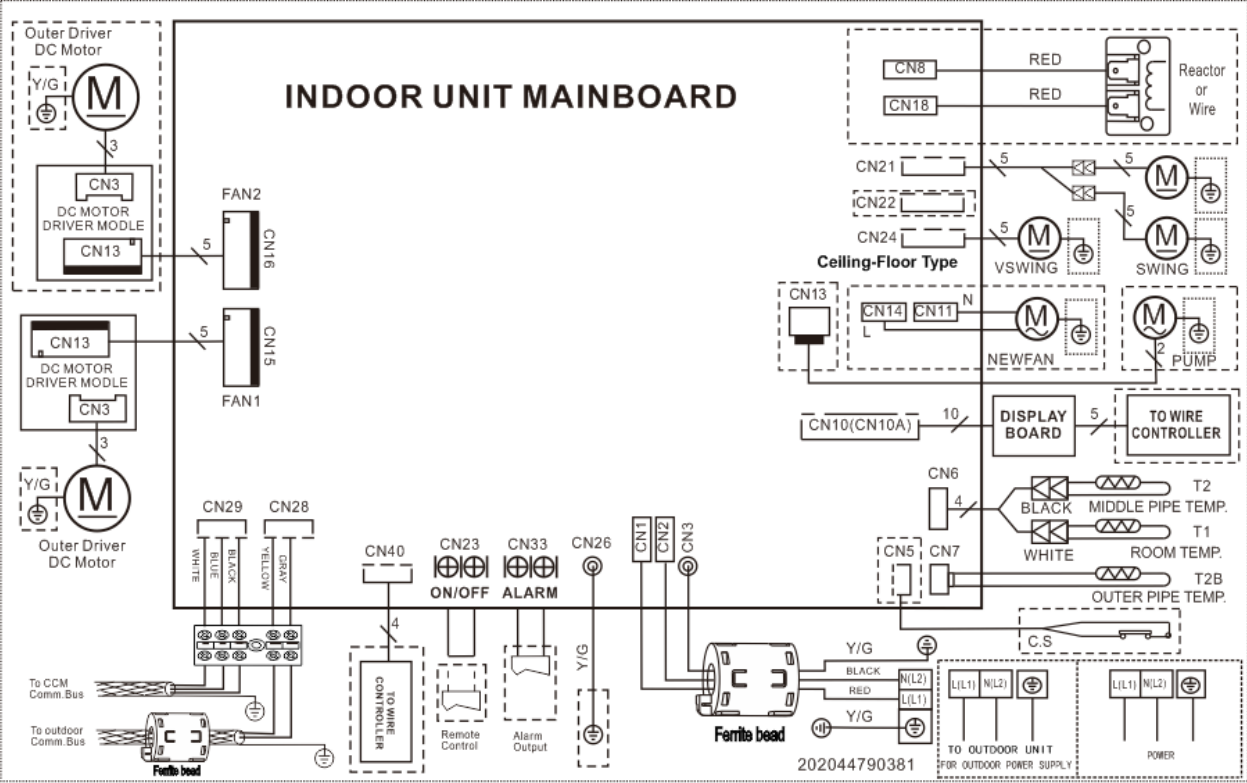 Outer Driver
DC Motor
Y/G
M
3
CN3
DC MOTOR
DRIVER MODLE
CN13
5
FAN2
CN16
INDOOR UNIT MAINBOARD
CN8
RED
CN18
RED
Reactor
or
Wire
CN21
5
5
M
CN22
5
CN24
5
M
M
Ceiling-Floor Type
VSWING
SWING
CN13
CN14
CN11
N
L
M
NEWFAN
M
2
PUMP
CN13
5
CN15
FAN1
DC MOTOR
DRIVER MODLE
CN3
3
Y/G
M
Outer Driver
DC Motor
CN10(CN10A)
10
DISPLAY
BOARD
5
TO WIRE
CONTROLLER
CN6
4
BLACK
T2
MIDDLE PIPE TEMP.
WHITE
T1
ROOM TEMP.
CN5
CN7
T2B
OUTER PIPE TEMP.
C.S
CN29
CN28
WHITE
BLUE
BLACK
YELLOW
GRAY
CN40
4
TO WIRE
CONTROLLER
CN23
ON/OFF
Remote
Control
CN33
ALARM
Alarm
Output
CN26
Y/G
CN1
CN2
CN3
To CCM
Comm.Bus
To outdoor
Comm.Bus
Ferrite bead
Ferrite bead
Y/G
BLACK
N(L2)
RED
L(L1)
Y/G
202044790381
L(L1)
N(L2)
TO OUTDOOR UNIT
FOR OUTDOOR POWER SUPPLY
L(L1)
N(L2)
POWER